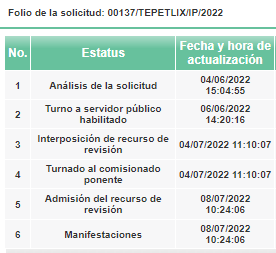 Folio de la solicitud: 00137/TEPETLIX/IP/2022
No. Estatus Fecha y hora de
actualización
1 Análisis de la solicitud 04/06/2022
15:04:55
2 Turno a servidor público
habilitado 06/06/2022
14:20:16
3 Interposición de recurso de
revisión 04/07/2022 11:10:07
4 Turnado al comisionado
ponente 04/07/2022 11:10:07
5 Admisión del recurso de
revisión 08/07/2022
10:24:06
6 Manifestaciones 08/07/2022
10:24:06